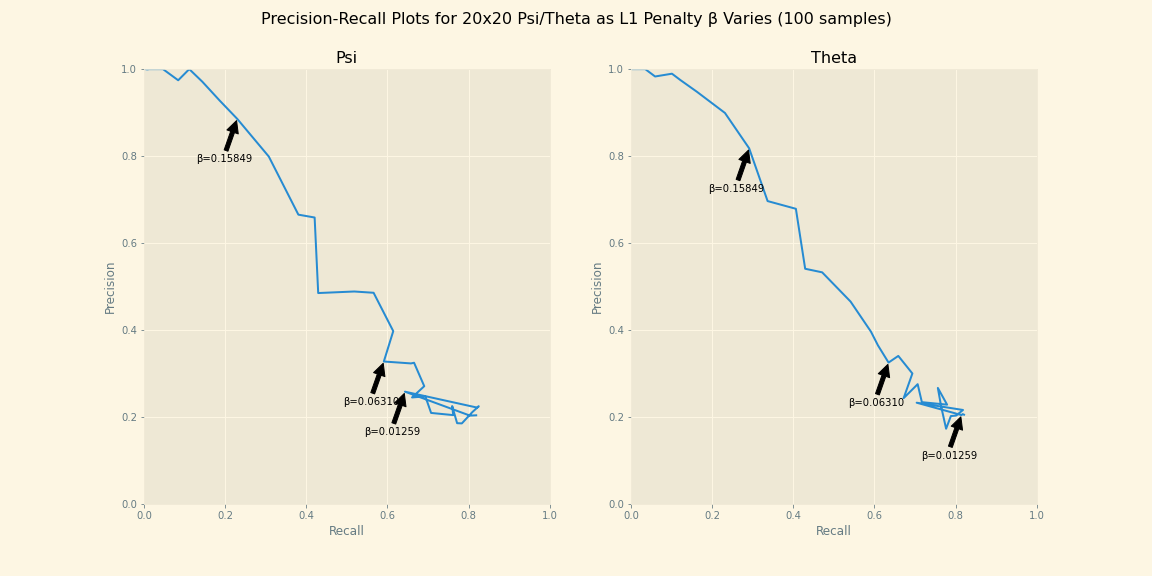 Precision-Recall Plots for 20x20 Psi/Theta as L1 Penalty β Varies (100 samples)
Psi
Precision
1.0
0.8
0.6
0.4
0.2
0.0
β=0.15849
β=0.06310
β=0.01259
0.0 0.2 0.4 0.6 0.8 1.0
Recall
Theta
Precision
1.0
0.8
0.6
0.4
0.2
0.0
β=0.15849
β=0.06310
β=0.01259
0.0 0.2 0.4 0.6 0.8 1.0
Recall